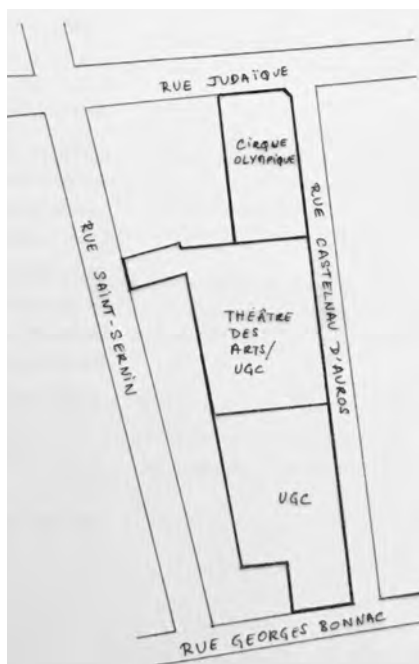 RUE JUDAÏQUE
CIRQUE
OLYMPIQUE
RUE SAINT-SERNIN
RUE CASTELNAU D'AUROS
THÉÂTRE
DES
ARTS/
UGC
UGC
RUE GEORGES BONNAC